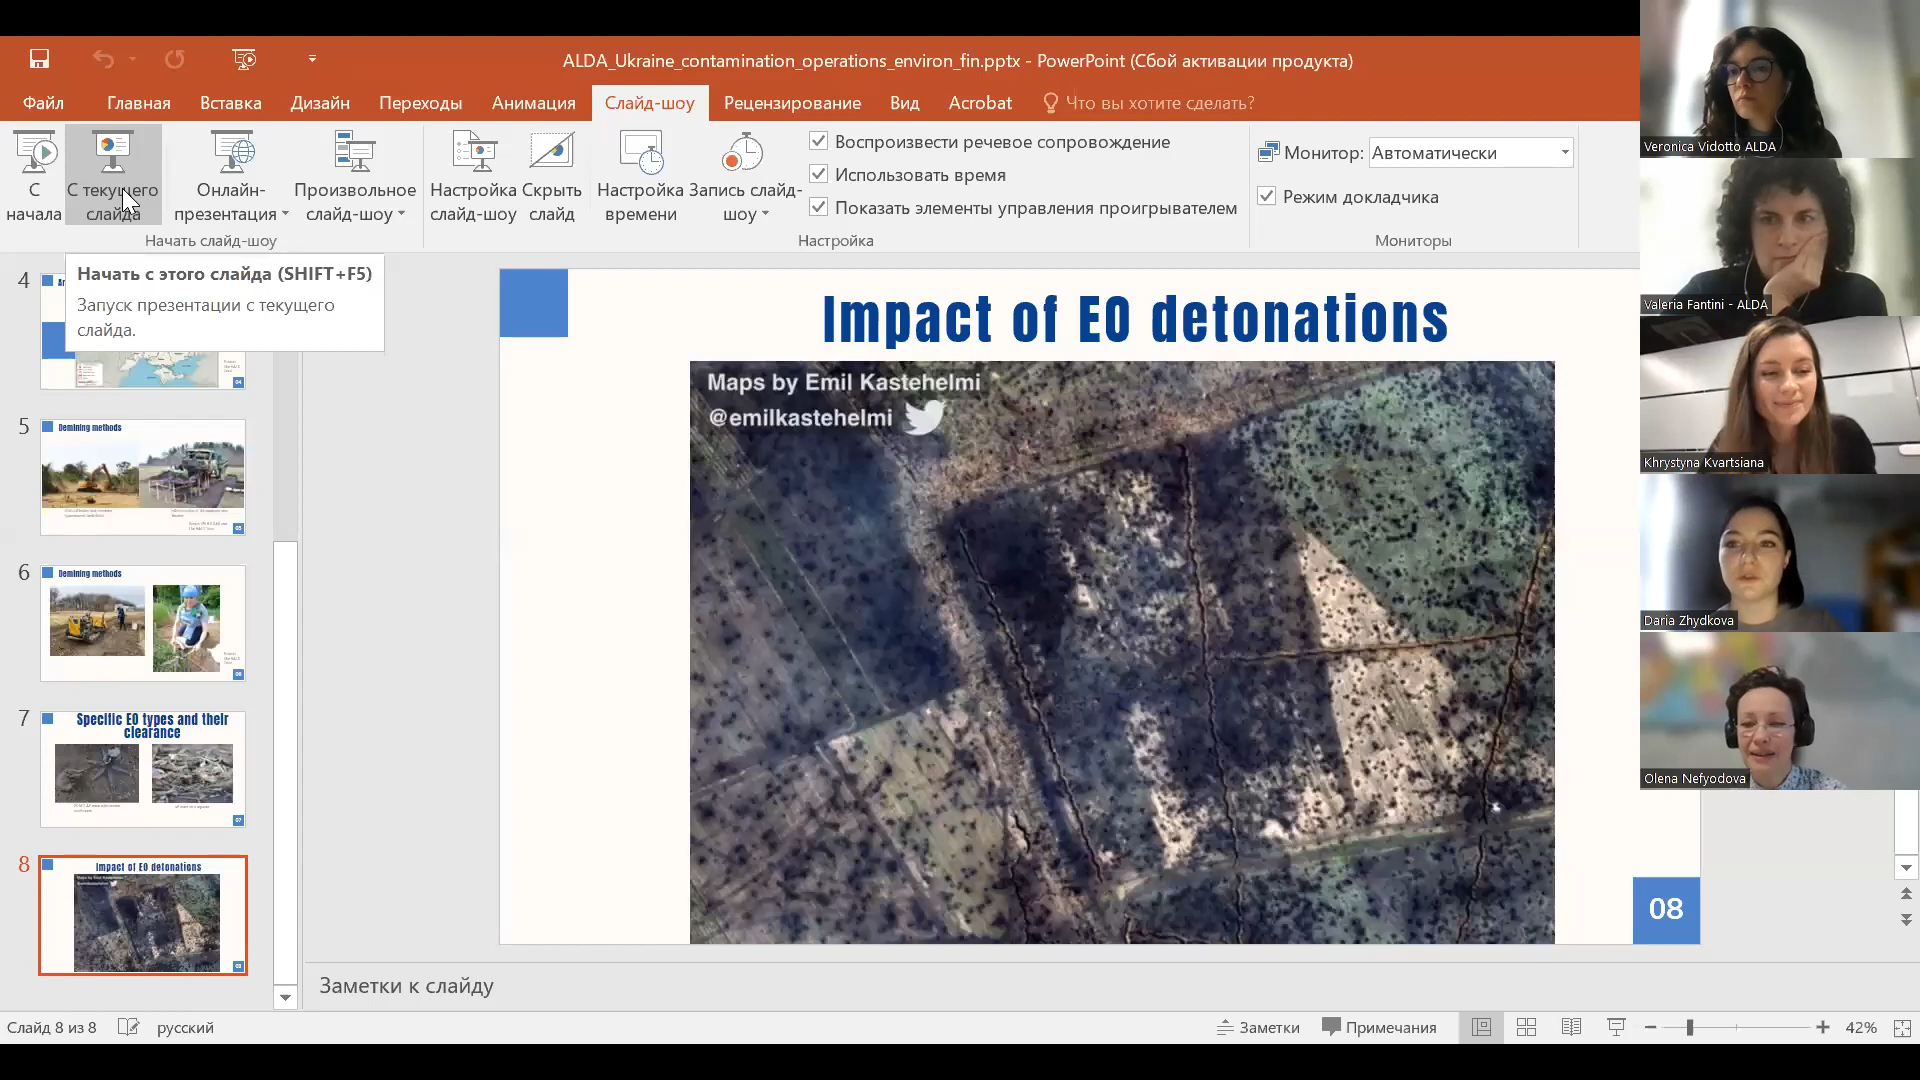 ALDA_Ukraine_contamination_operations_environ_fin.pptx - PowerPoint (Сбой активации продукта)
Файл Главная Вставка Дизайн Переходы Анимация Слайд-шоу Рецензирование Вид Acrobat Что вы хотите сделать?
С начала
С текущего слайда
Онлайн-презентация
Произвольное слайд-шоу
Настройка слайд-шоу
Скрыть слайд
Настройка времени
Запись слайд-шоу
Воспроизвести речевое сопровождение
Использовать время
Показать элементы управления проигрывателем
Монитор: Автоматически
Режим докладчика
Начать слайд-шоу
Настройка
Мониторы
Начать с этого слайда (SHIFT+F5)
Запуск презентации с текущего
слайда.
4
04
5
Demining methods
05
6
Demining methods
06
7
Specific EO types and their
clearance
07
8
Impact of EO detonations
Impact of EO detonations
Maps by Emil Kastehelmi
@emilkastehelmi
08
Заметки к слайду
Слайд 8 из 8 русский
Заметки Примечания 42%
Veronica Vidotto ALDA
Valeria Fantini - ALDA
Khrystyna Kvartsiana
Daria Zhydkova
Olena Nefyodova